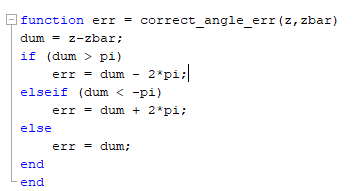 function err = correct_angle_err(z,zbar)
dum = z-zbar;
if (dum > pi)
    err = dum - 2*pi;
elseif (dum < -pi)
    err = dum + 2*pi;
else
    err = dum;
end
end